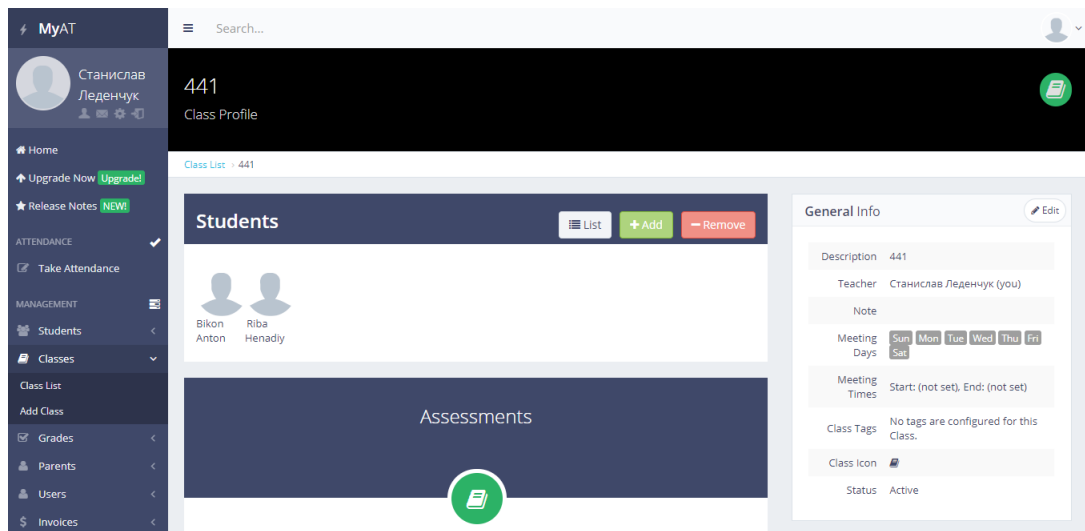 MyAT
Search...
Станислав
Леденчук
Home
Upgrade Now Upgrade!
Release Notes NEW!
ATTENDANCE
Take Attendance
MANAGEMENT
Students
Classes
Class List
Add Class
Grades
Parents
Users
Invoices
441
Class Profile
Class List > 441
Students
List
+ Add
− Remove
Bikon
Anton
Riba
Henadiy
Assessments
General Info
Edit
Description 441
Teacher Станислав Леденчук (you)
Note
Meeting
Days
Sun Mon Tue Wed Thu Fri
Sat
Meeting
Times
Start: (not set), End: (not set)
Class Tags
No tags are configured for this
Class.
Class Icon
Status Active